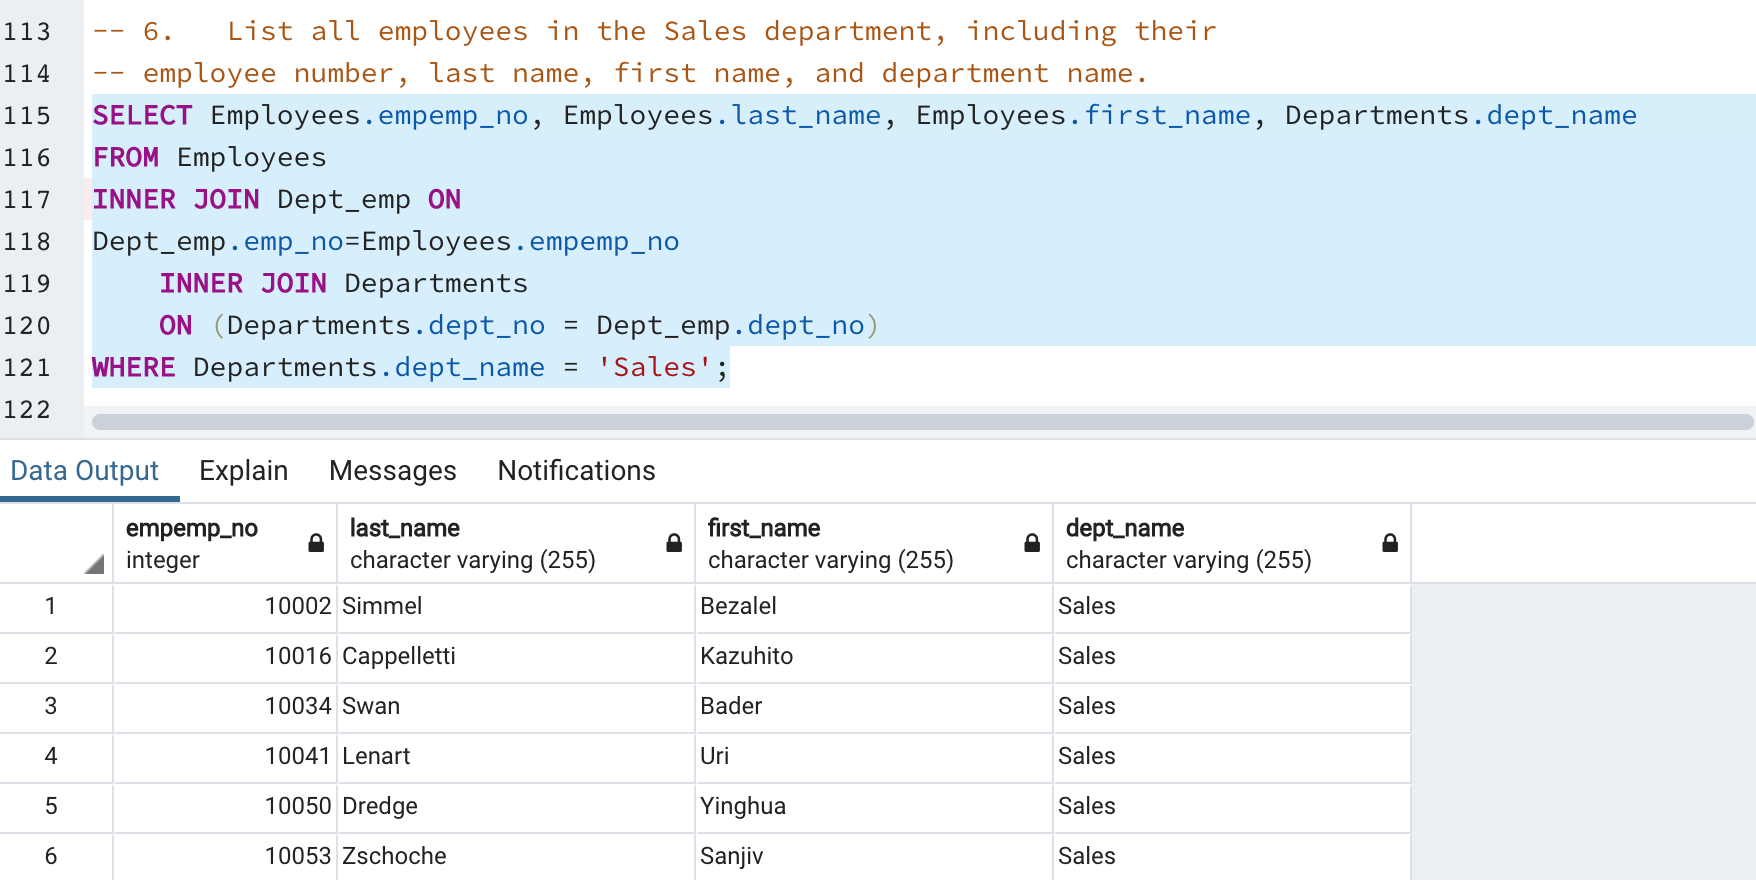 113 -- 6.   List all employees in the Sales department, including their
114 -- employee number, last name, first name, and department name.
115 SELECT Employees.empemp_no, Employees.last_name, Employees.first_name, Departments.dept_name
116 FROM Employees
117 INNER JOIN Dept_emp ON
118 Dept_emp.emp_no=Employees.empemp_no
119     INNER JOIN Departments
120     ON (Departments.dept_no = Dept_emp.dept_no)
121 WHERE Departments.dept_name = 'Sales';
122
Data Output Explain Messages Notifications
empemp_no last_name first_name dept_name
integer character varying (255) character varying (255) character varying (255)
1 10002 Simmel Bezalel Sales
2 10016 Cappelletti Kazuhito Sales
3 10034 Swan Bader Sales
4 10041 Lenart Uri Sales
5 10050 Dredge Yinghua Sales
6 10053 Zschoche Sanjiv Sales